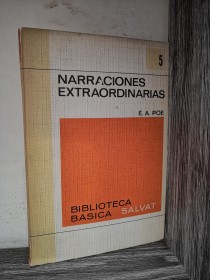 5
NARRACIONES
EXTRAORDINARIAS
E. A. POE
BIBLIOTECA
BASICA SALVAT